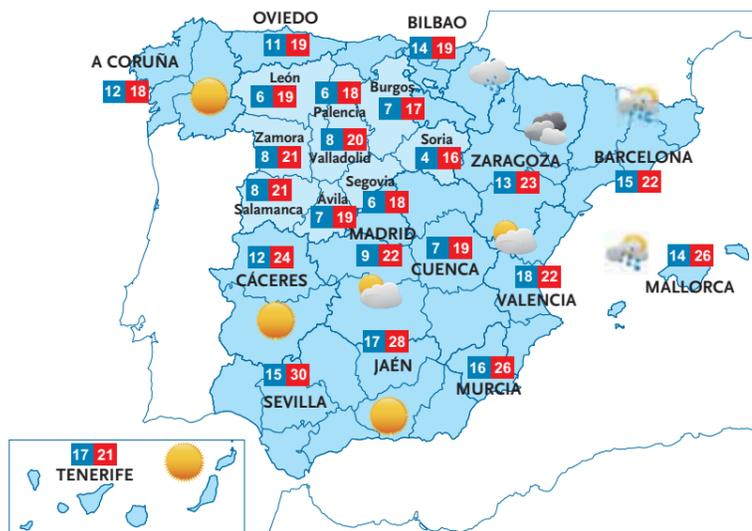 OVIEDO
11 19
BILBAO
14 19
A CORUÑA
12 18
León
6 19
6 18
Palencia
Burgos
7 17
Zamora
8 21
8 20
Valladolid
Soria
4 16
ZARAGOZA
13 23
BARCELONA
15 22
8 21
Salamanca
Ávila
7 19
Segovia
6 18
MADRID
9 22
7 19
CUENCA
12 24
CÁCERES
18 22
VALENCIA
14 26
MALLORCA
17 28
JAÉN
15 30
SEVILLA
16 26
MURCIA
17 21
TENERIFE